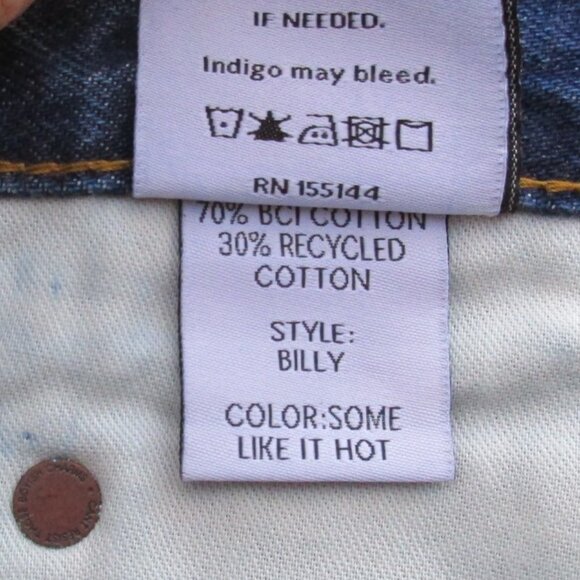 IF NEEDED.
Indigo may bleed.
RN 155144
70% BCI COTTON
30% RECYCLED
COTTON
STYLE:
BILLY
COLOR:SOME
LIKE IT HOT